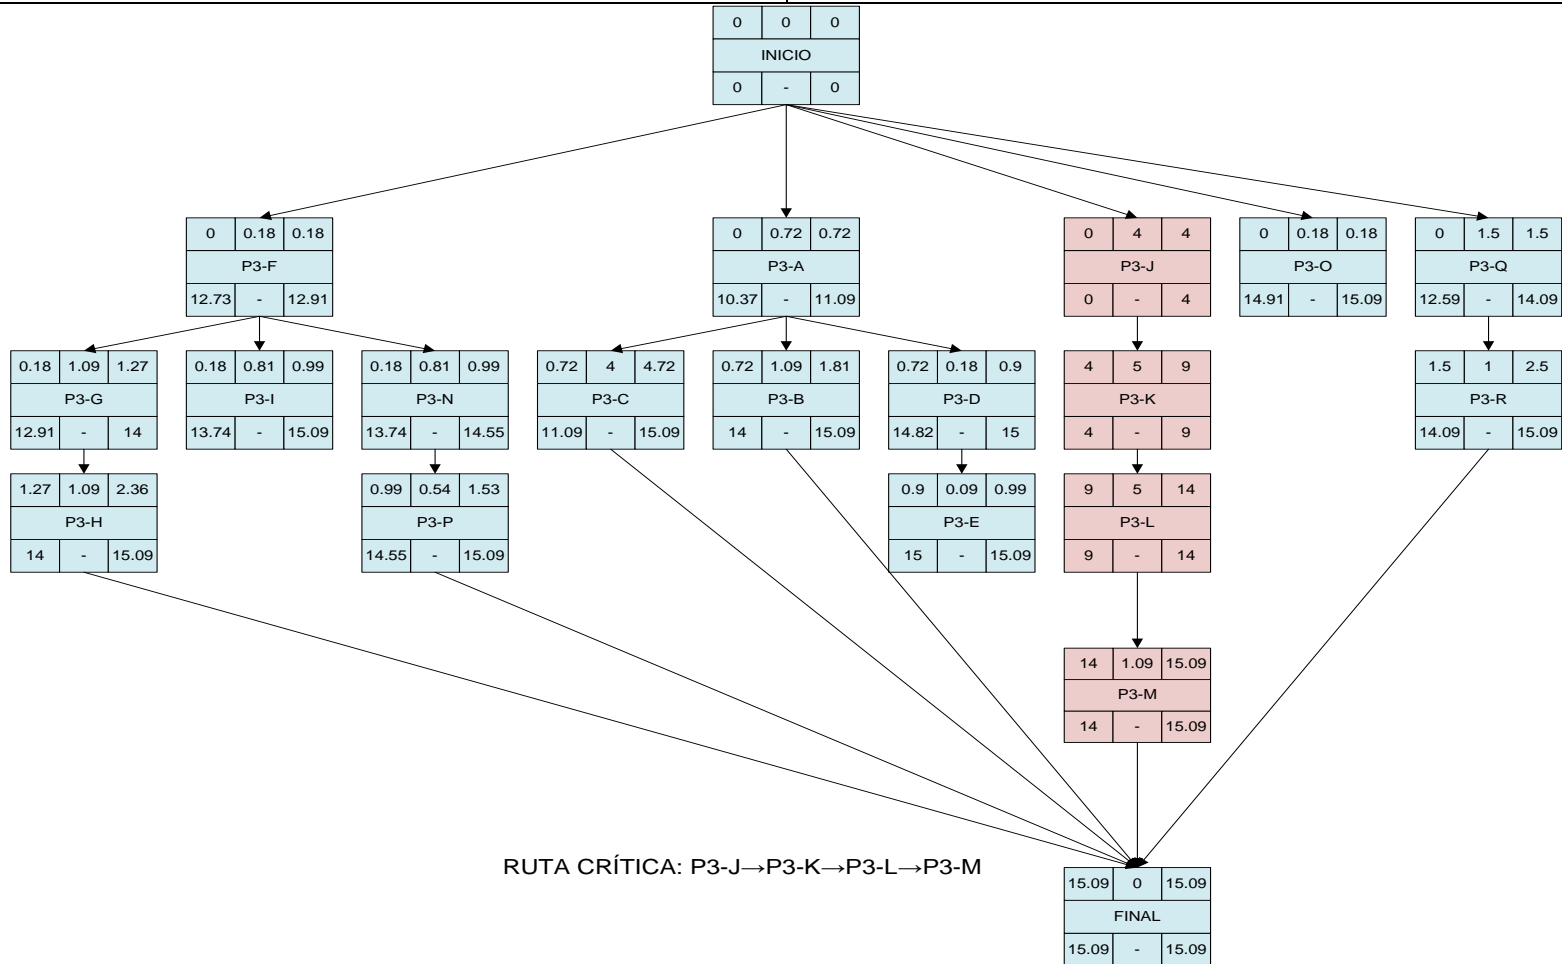 0 0 0
INICIO
0 - 0
0 0.18 0.18
P3-F
12.73 - 12.91
0 0.72 0.72
P3-A
10.37 - 11.09
0 4 4
P3-J
0 - 4
0 0.18 0.18
P3-O
14.91 - 15.09
0 1.5 1.5
P3-Q
12.59 - 14.09
0.18 1.09 1.27
P3-G
12.91 - 14
0.18 0.81 0.99
P3-I
13.74 - 15.09
0.18 0.81 0.99
P3-N
13.74 - 14.55
0.72 4 4.72
P3-C
11.09 - 15.09
0.72 1.09 1.81
P3-B
14 - 15.09
0.72 0.18 0.9
P3-D
14.82 - 15
4 5 9
P3-K
4 - 9
1.5 1 2.5
P3-R
14.09 - 15.09
1.27 1.09 2.36
P3-H
14 - 15.09
0.99 0.54 1.53
P3-P
14.55 - 15.09
0.9 0.09 0.99
P3-E
15 - 15.09
9 5 14
P3-L
9 - 14
14 1.09 15.09
P3-M
14 - 15.09
RUTA CRÍTICA: P3-J→P3-K→P3-L→P3-M
15.09 0 15.09
FINAL
15.09 - 15.09